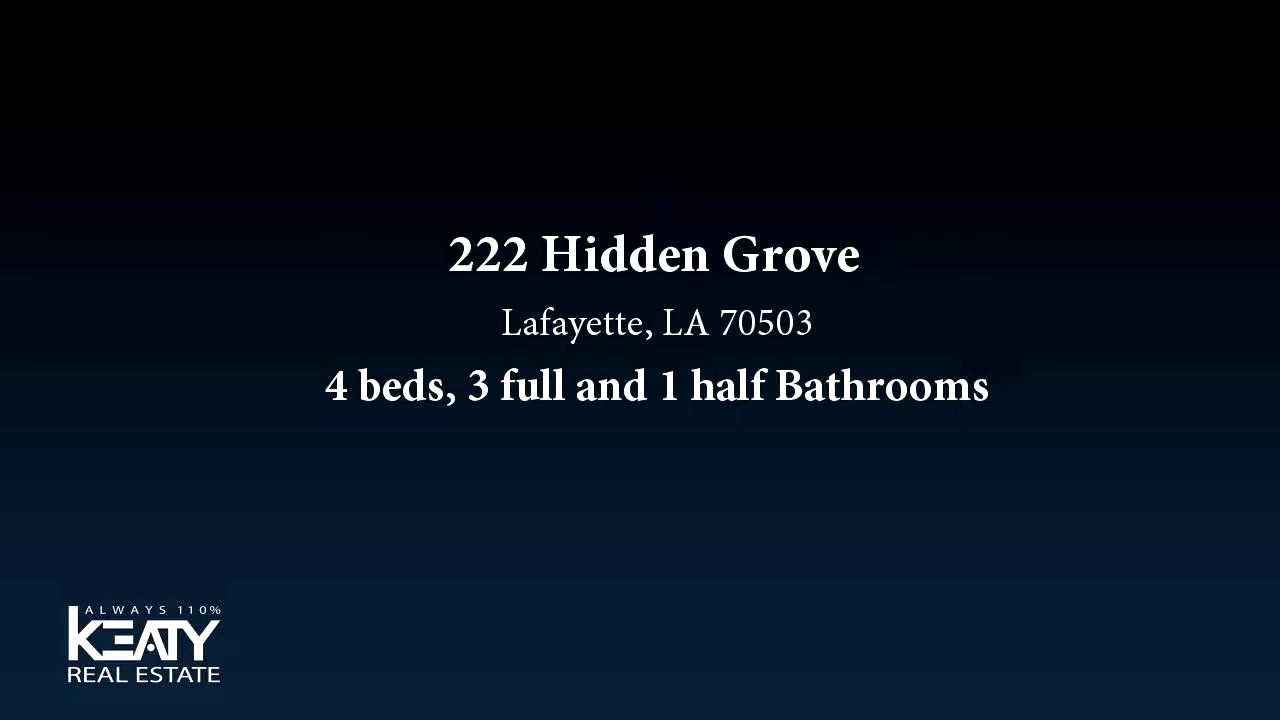 222 Hidden Grove
Lafayette, LA 70503
4 beds, 3 full and 1 half Bathrooms
ALWAYS 110%
KEATY
REAL ESTATE